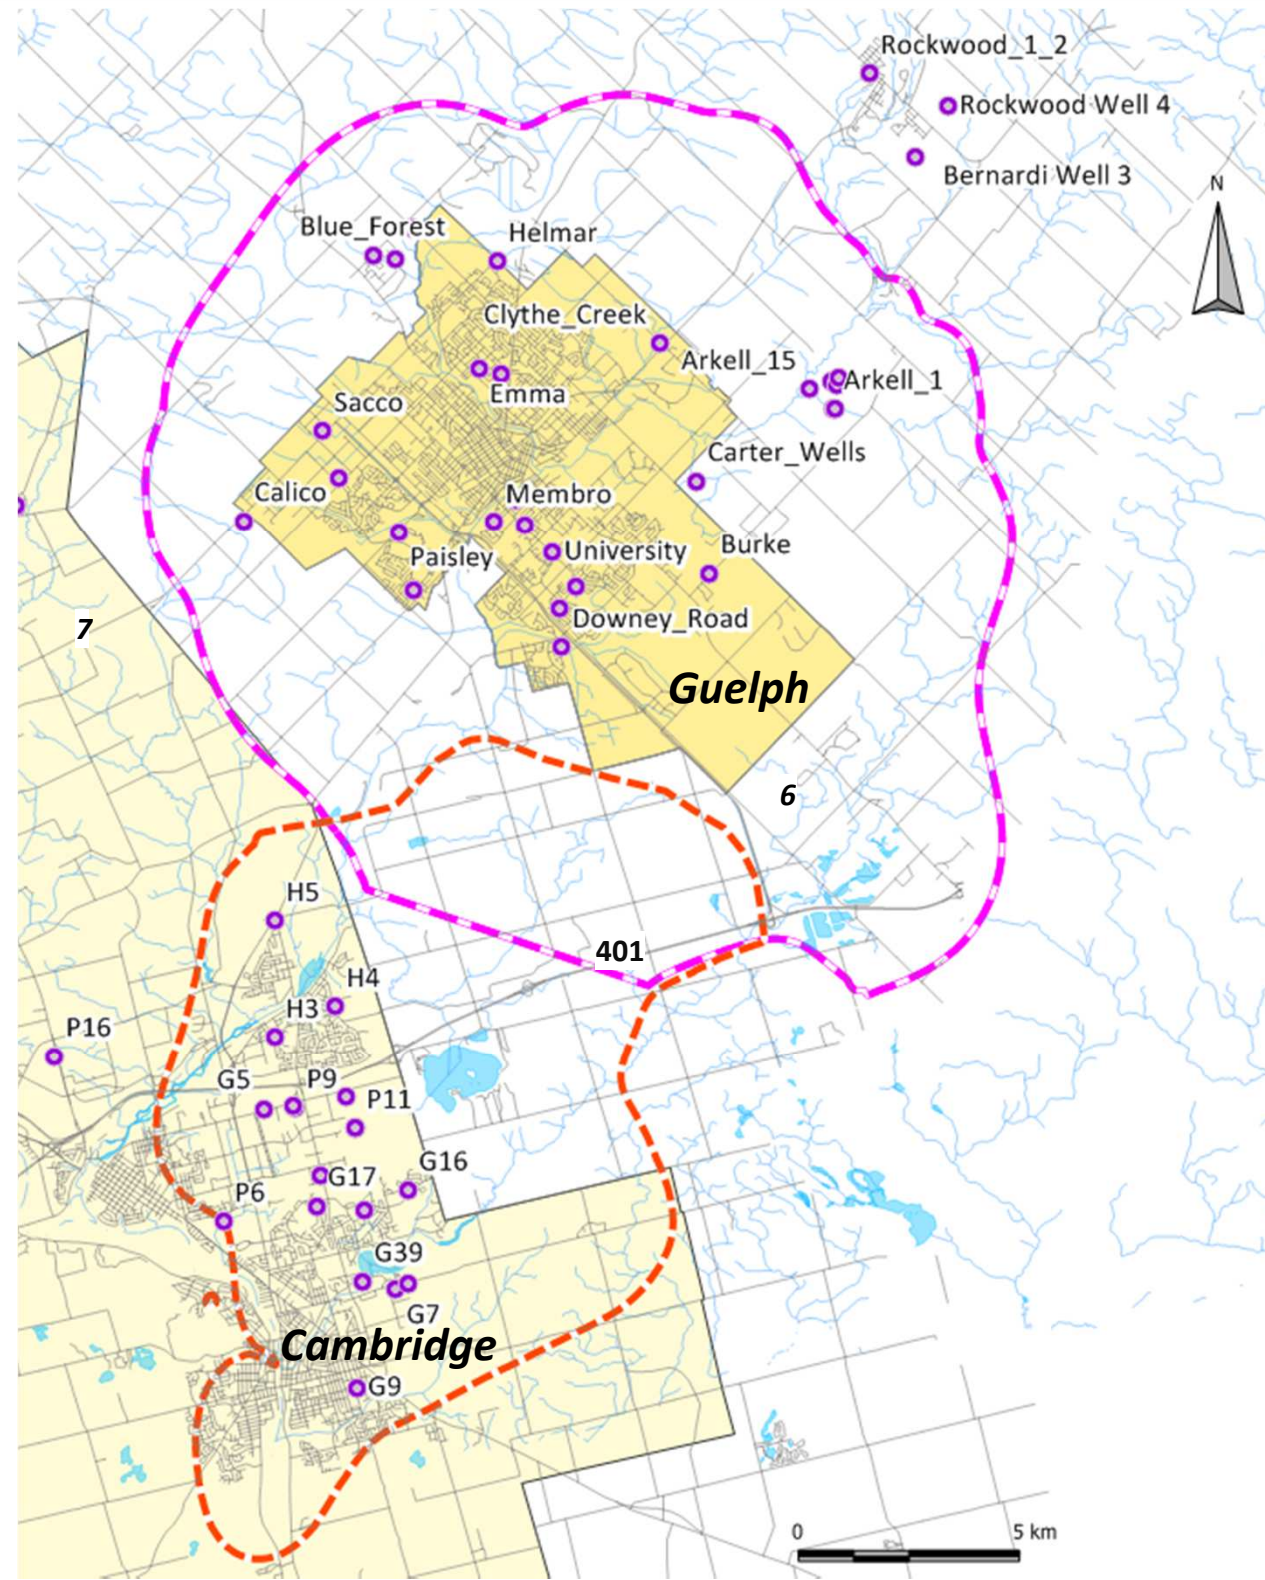 Rockwood_1_2
Rockwood Well 4
Bernardi Well 3
N
Blue_Forest
Helmar
Clythe_Creek
Arkell_15
Arkell_1
Emma
Sacco
Carter_Wells
Calico
Membro
Paisley
University
Burke
Downey_Road
7
Guelph
6
H5
401
H4
H3
P16
G5
P9
P11
G16
G17
P6
G39
G7
Cambridge
G9
0
5 km